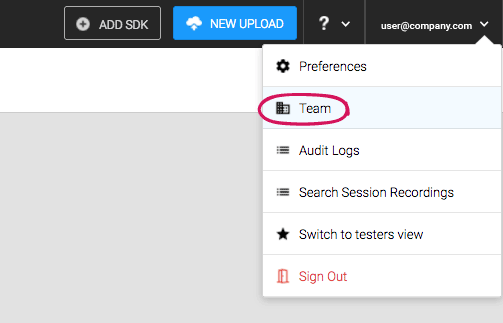 ADD SDK
NEW UPLOAD
?
user@company.com
Preferences
Team
Audit Logs
Search Session Recordings
Switch to testers view
Sign Out